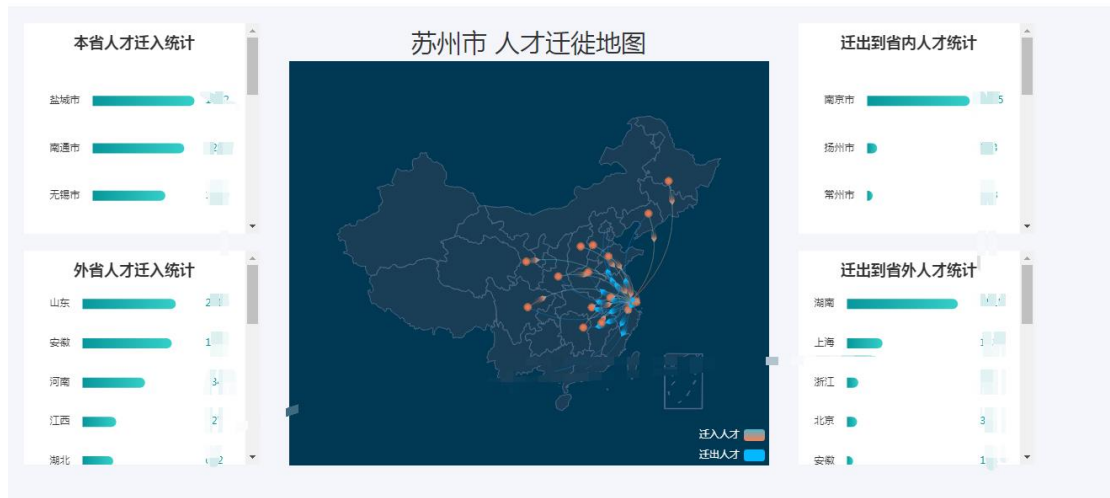 本省人才迁入统计
盐城市
南通市
无锡市
外省人才迁入统计
山东
安徽
河南
江西
湖北
苏州市 人才迁徙地图
迁入人才
迁出人才
迁出到省内人才统计
南京市
扬州市
常州市
迁出到省外人才统计
湖南
上海
浙江
北京
安徽